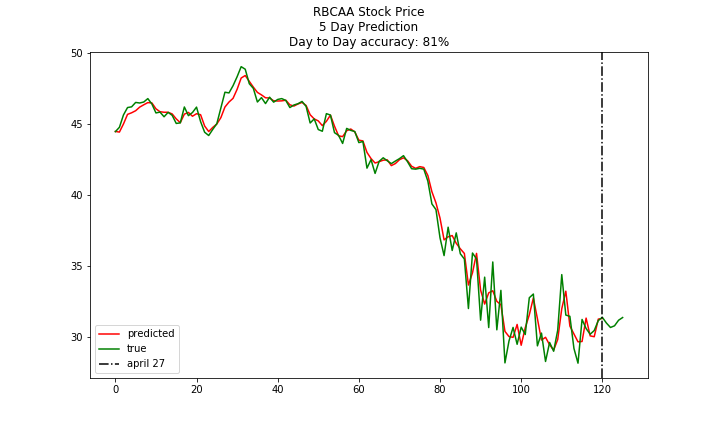 RBCAA Stock Price
5 Day Prediction
Day to Day accuracy: 81%
50
45
40
35
30
predicted
true
april 27
0 20 40 60 80 100 120